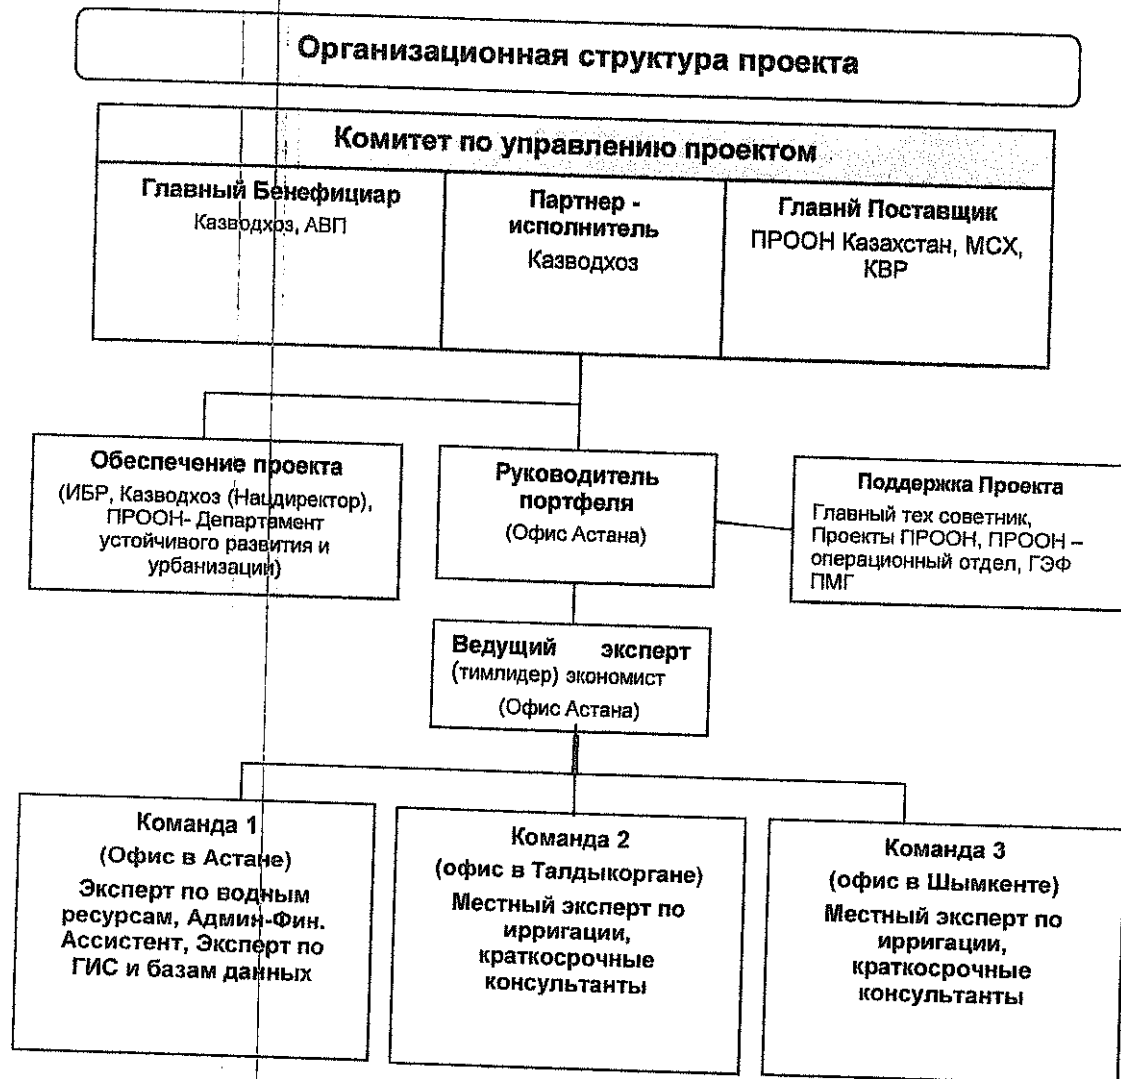 Организационная структура проекта
Комитет по управлению проектом
Главный Бенефициар
Казводхоз, АВП
Партнер -
исполнитель
Казводхоз
Главнй Поставщик
ПРООН Казахстан, МСХ,
КВР
Обеспечение проекта
(ИБР, Казводхоз (Нацдиректор),
ПРООН- Департамент
устойчивого развития и
урбанизации)
Руководитель
портфеля
(Офис Астана)
Поддержка Проекта
Главный тех советник,
Проекты ПРООН, ПРООН –
операционный отдел, ГЭФ
ПМГ
Ведущий эксперт
(тимлидер) экономист
(Офис Астана)
Команда 1
(Офис в Астане)
Эксперт по водным
ресурсам, Админ-Фин.
Ассистент, Эксперт по
ГИС и базам данных
Команда 2
(офис в Талдыкоргане)
Местный эксперт по
ирригации,
краткосрочные
консультанты
Команда 3
(офис в Шымкенте)
Местный эксперт по
ирригации,
краткосрочные
консультанты